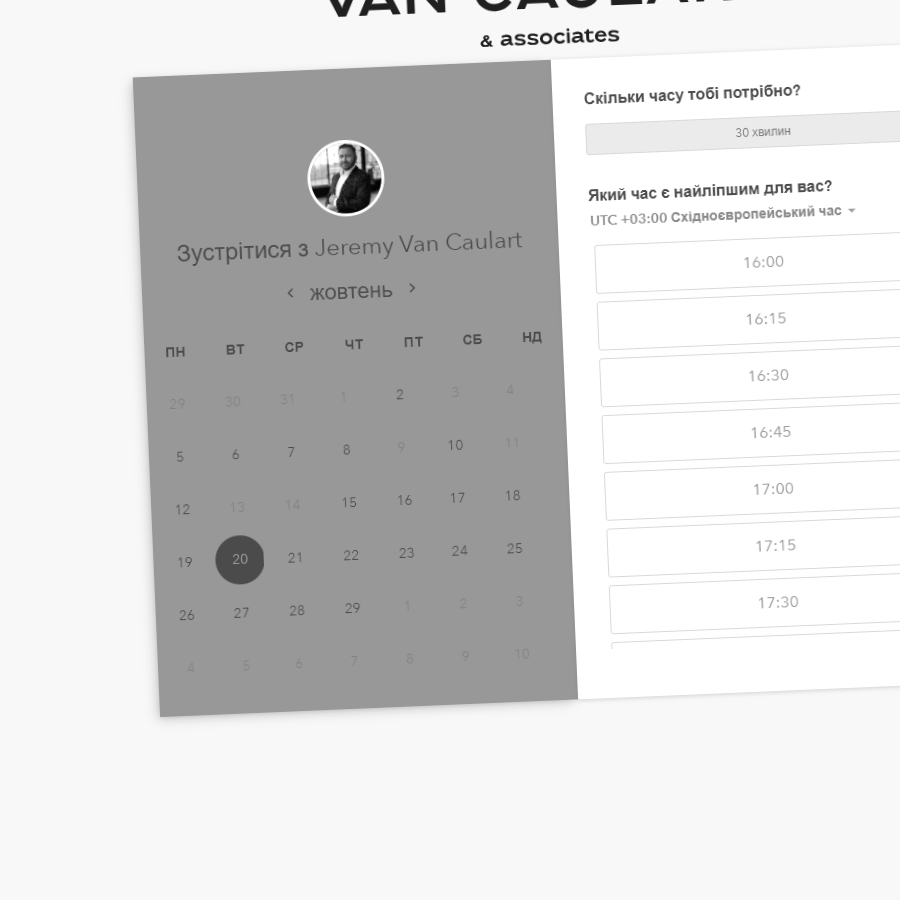 VAN CAULART
& associates
Зустрітися з Jeremy Van Caulart
жовтень
ПН ВТ СР ЧТ ПТ СБ НД
29 30 31 1 2 3 4
5 6 7 8 9 10 11
12 13 14 15 16 17 18
19 20 21 22 23 24 25
26 27 28 29 1 2 3
4 5 6 7 8 9 10
Скільки часу тобі потрібно?
30 хвилин
Який час є найліпшим для вас?
UTC +03:00 Східноєвропейський час
16:00
16:15
16:30
16:45
17:00
17:15
17:30